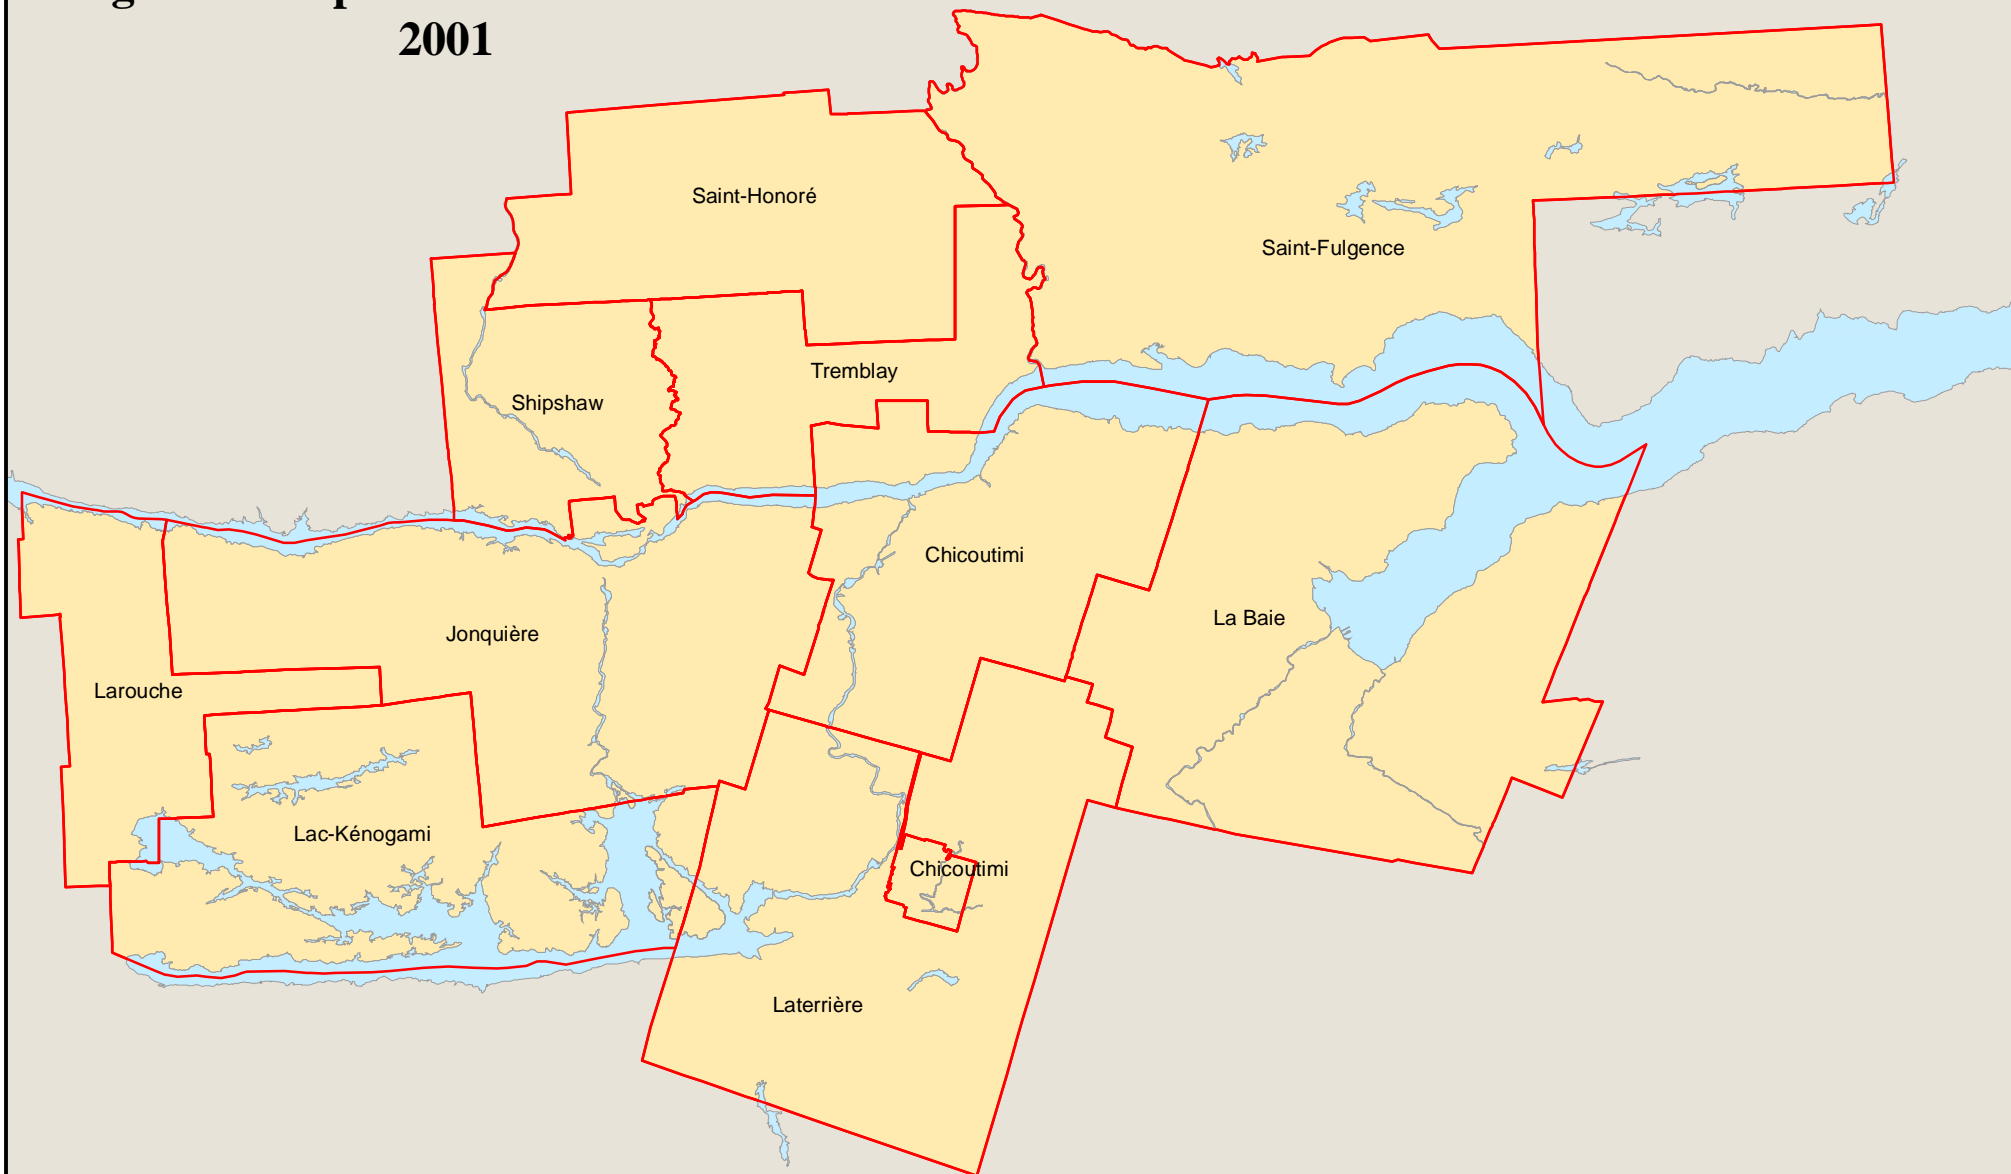 2001
Saint-Honoré
Saint-Fulgence
Tremblay
Shipshaw
Chicoutimi
La Baie
Jonquière
Larouche
Lac-Kénogami
Chicoutimi
Laterrière